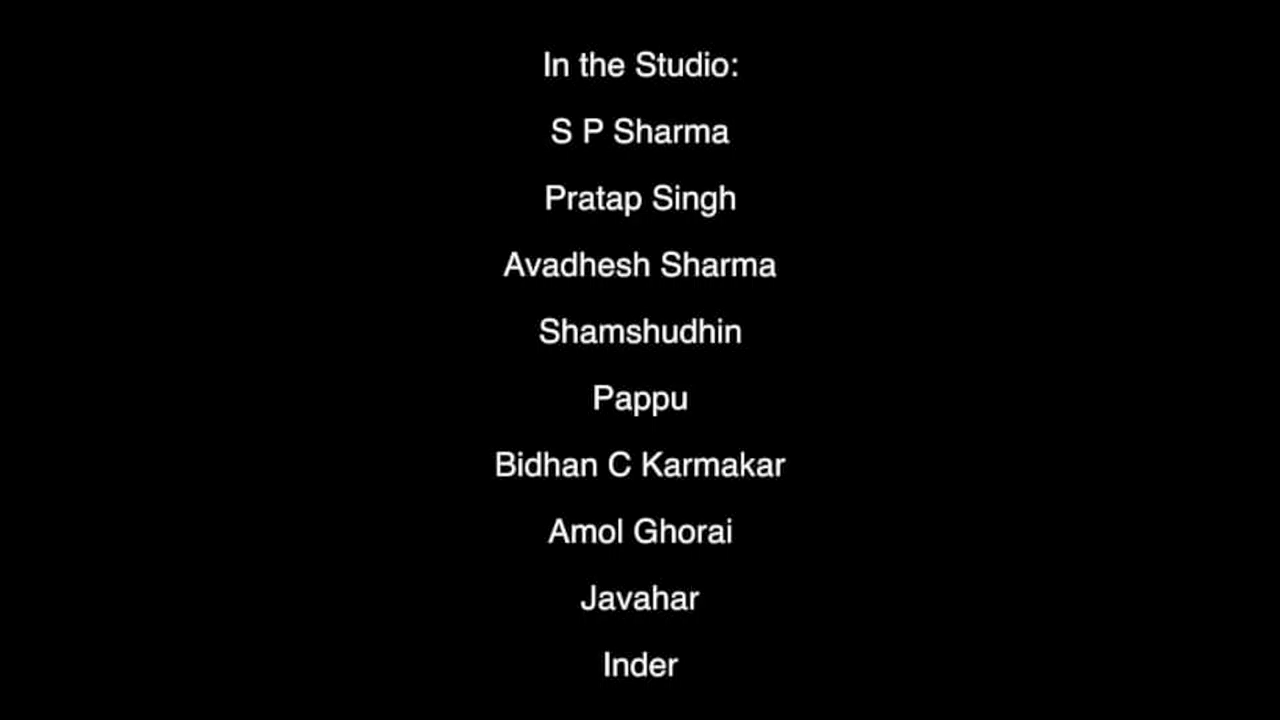 In the Studio:
S P Sharma
Pratap Singh
Avadhesh Sharma
Shamshudhin
Pappu
Bidhan C Karmakar
Amol Ghorai
Javahar
Inder